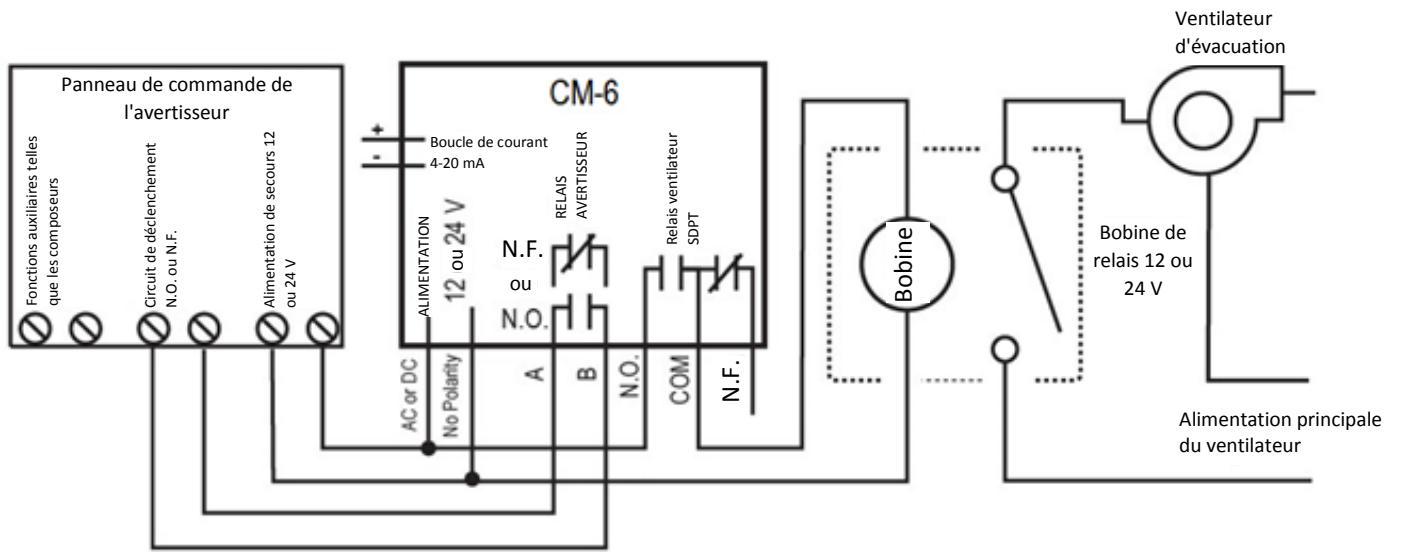 Ventilateur
d'évacuation
Panneau de commande de
l'avertisseur
CM-6
+
-
Boucle de courant
4-20 mA
Fonctions auxiliaires telles
que les composeurs
Circuit de déclenchement
N.O. ou N.F.
Alimentation de secours 12
ou 24 V
ALIMENTATION
12 ou 24 V
N.F.
ou
N.O.
RELAIS
AVERTISSEUR
Relais ventilateur
SDPT
Bobine
Bobine de
relais 12 ou
24 V
AC or DC
No Polarity
A
B
N.O.
COM
N.F.
Alimentation principale
du ventilateur